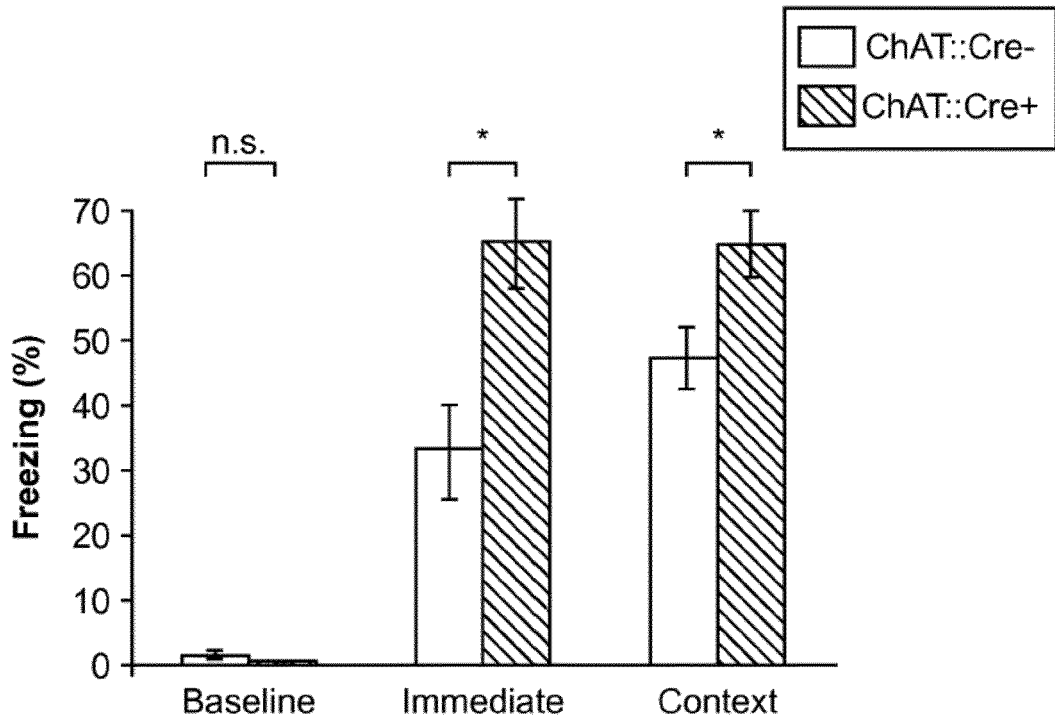 ChAT::Cre-
ChAT::Cre+
n.s.
*
*
70
60
50
40
30
20
10
0
Freezing (%)
Baseline
Immediate
Context